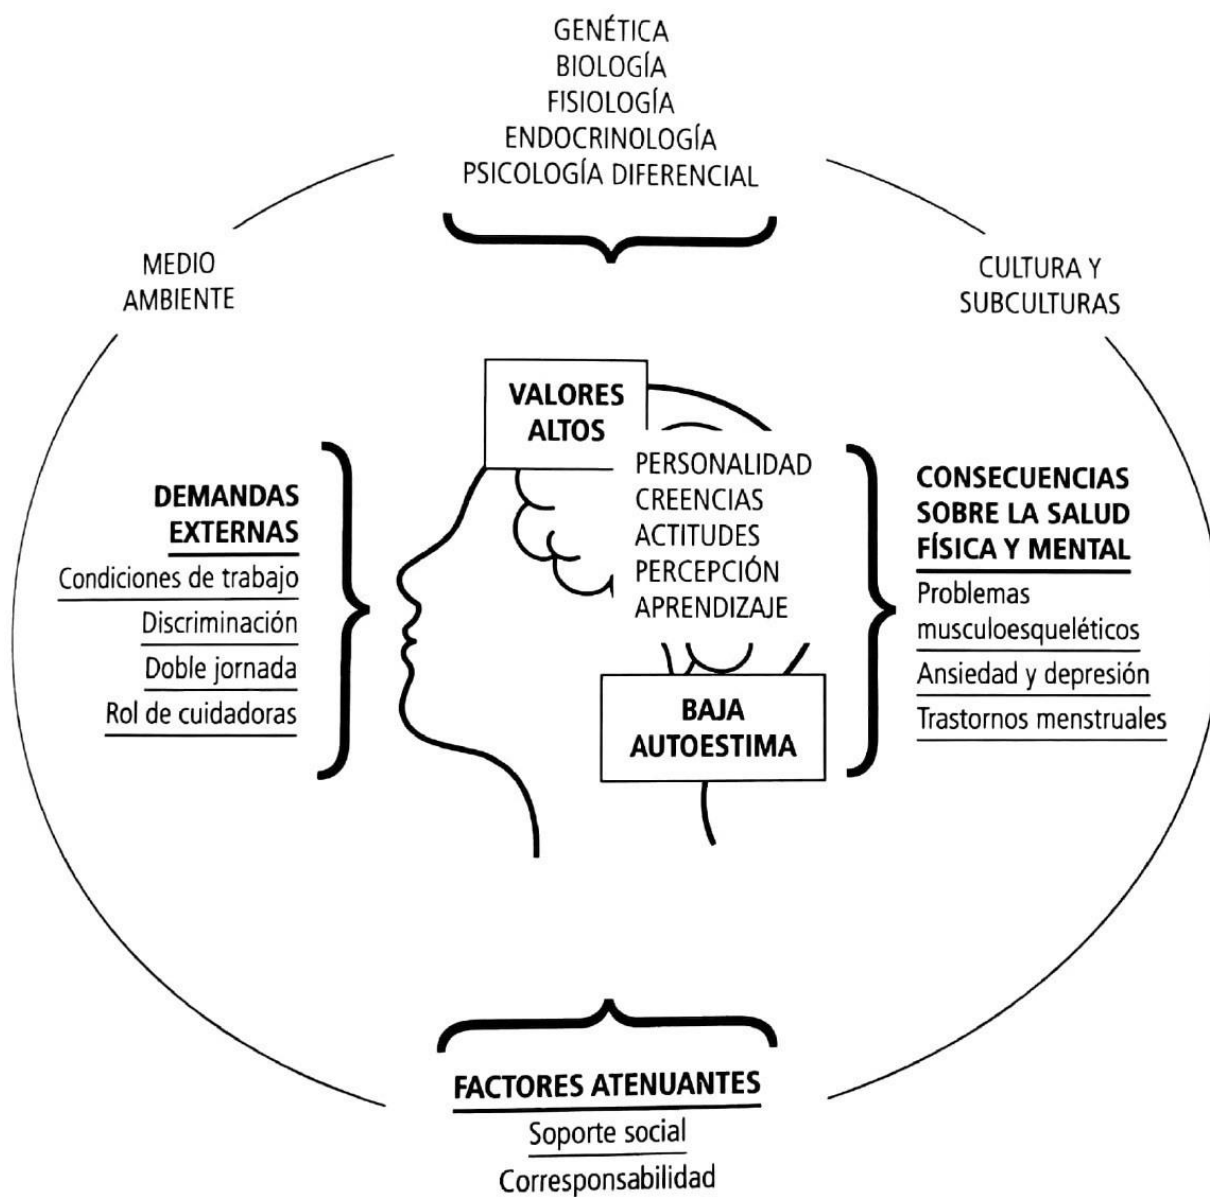 GENÉTICA
BIOLOGÍA
FISIOLOGÍA
ENDOCRINOLOGÍA
PSICOLOGÍA DIFERENCIAL
MEDIO
AMBIENTE
CULTURA Y
SUBCULTURAS
DEMANDAS
EXTERNAS
Condiciones de trabajo
Discriminación
Doble jornada
Rol de cuidadoras
VALORES
ALTOS
PERSONALIDAD
CREENCIAS
ACTITUDES
PERCEPCIÓN
APRENDIZAJE
BAJA
AUTOESTIMA
CONSECUENCIAS
SOBRE LA SALUD
FÍSICA Y MENTAL
Problemas
musculoesqueléticos
Ansiedad y depresión
Trastornos menstruales
FACTORES ATENUANTES
Soporte social
Corresponsabilidad